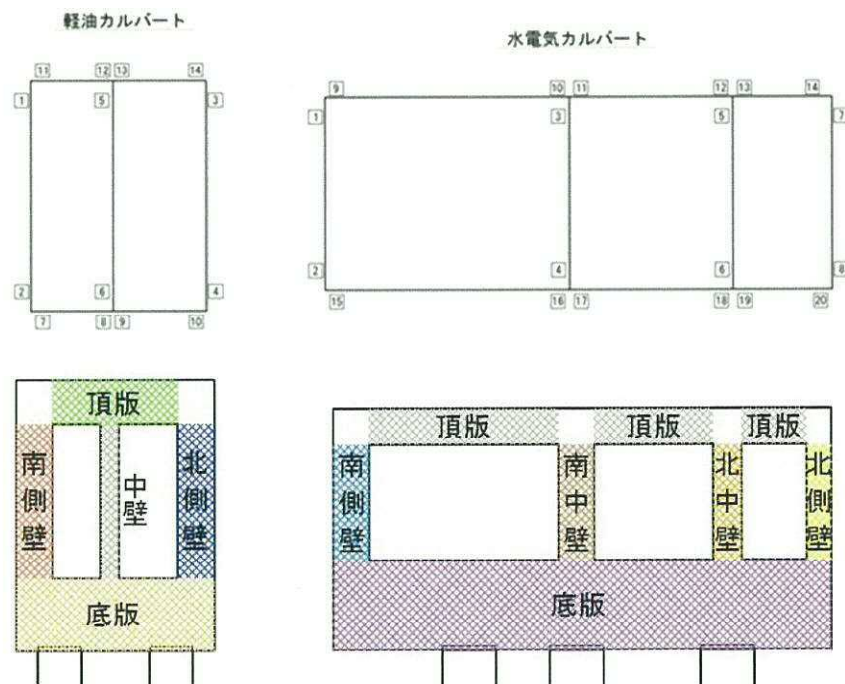 軽油カルバート
水電気カルバート
11 12 13 14
1 5 3
2 6 4
7 8 9 10
9 10 11 12 13 14
1 3 5 7
2 4 6 8
15 16 17 18 19 20
頂版
南側壁
中壁
北側壁
底版
頂版 頂版 頂版
南側壁
南中壁
北中壁
北側壁
底版